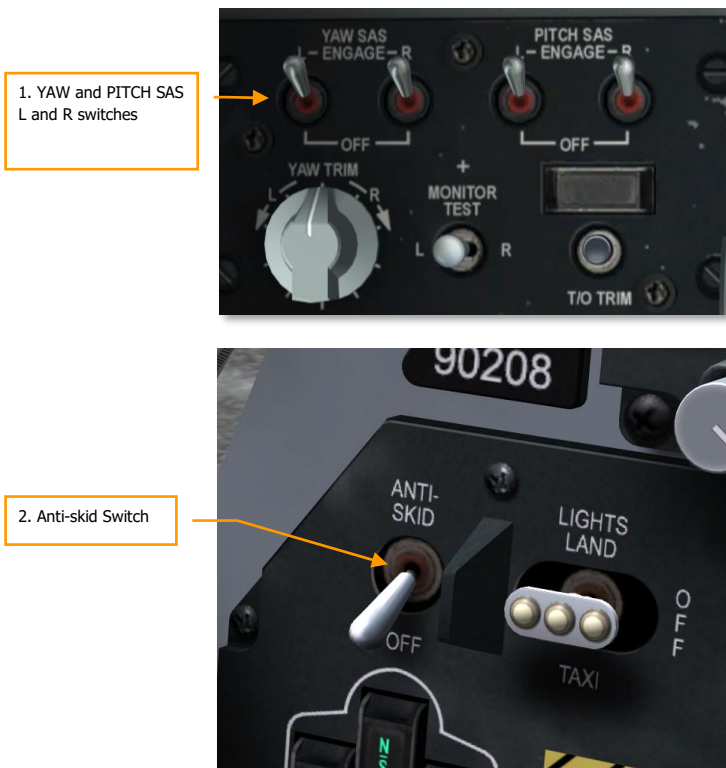 1. YAW and PITCH SAS
L and R switches
YAW SAS
L – ENGAGE – R
PITCH SAS
L – ENGAGE – R
OFF
OFF
YAW TRIM
L R
+
MONITOR
TEST
L R
T/O TRIM
90208
2. Anti-skid Switch
ANTI-
SKID
OFF
LIGHTS
LAND
O
F
F
TAXI
N